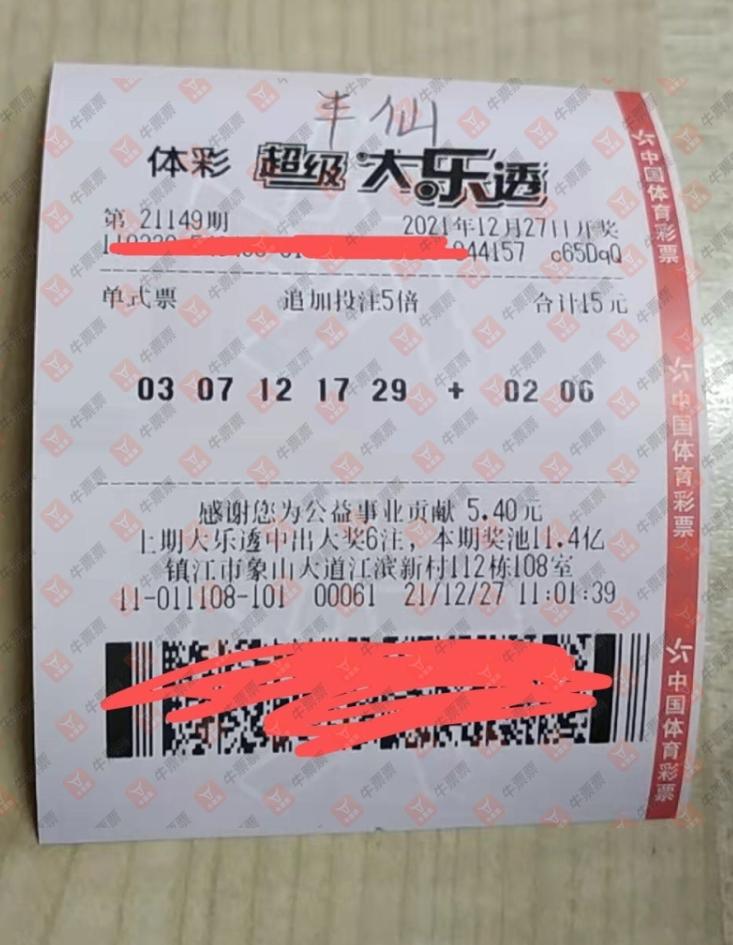 半仙
体彩 超级大乐透
第 21149期 2021年12月27日开奖
44157 c65DqQ
单式票 追加投注5倍 合计15元
03 07 12 17 29 + 02 06
感谢您为公益事业贡献 5.40元
上期大乐透中出大奖6注，本期奖池11.4亿
镇江市象山大道江滨新村112栋108室
11-011108-101 00061 21/12/27 11:01:39
中国体育彩票
中国体育彩票
中国体育彩票
牛票票